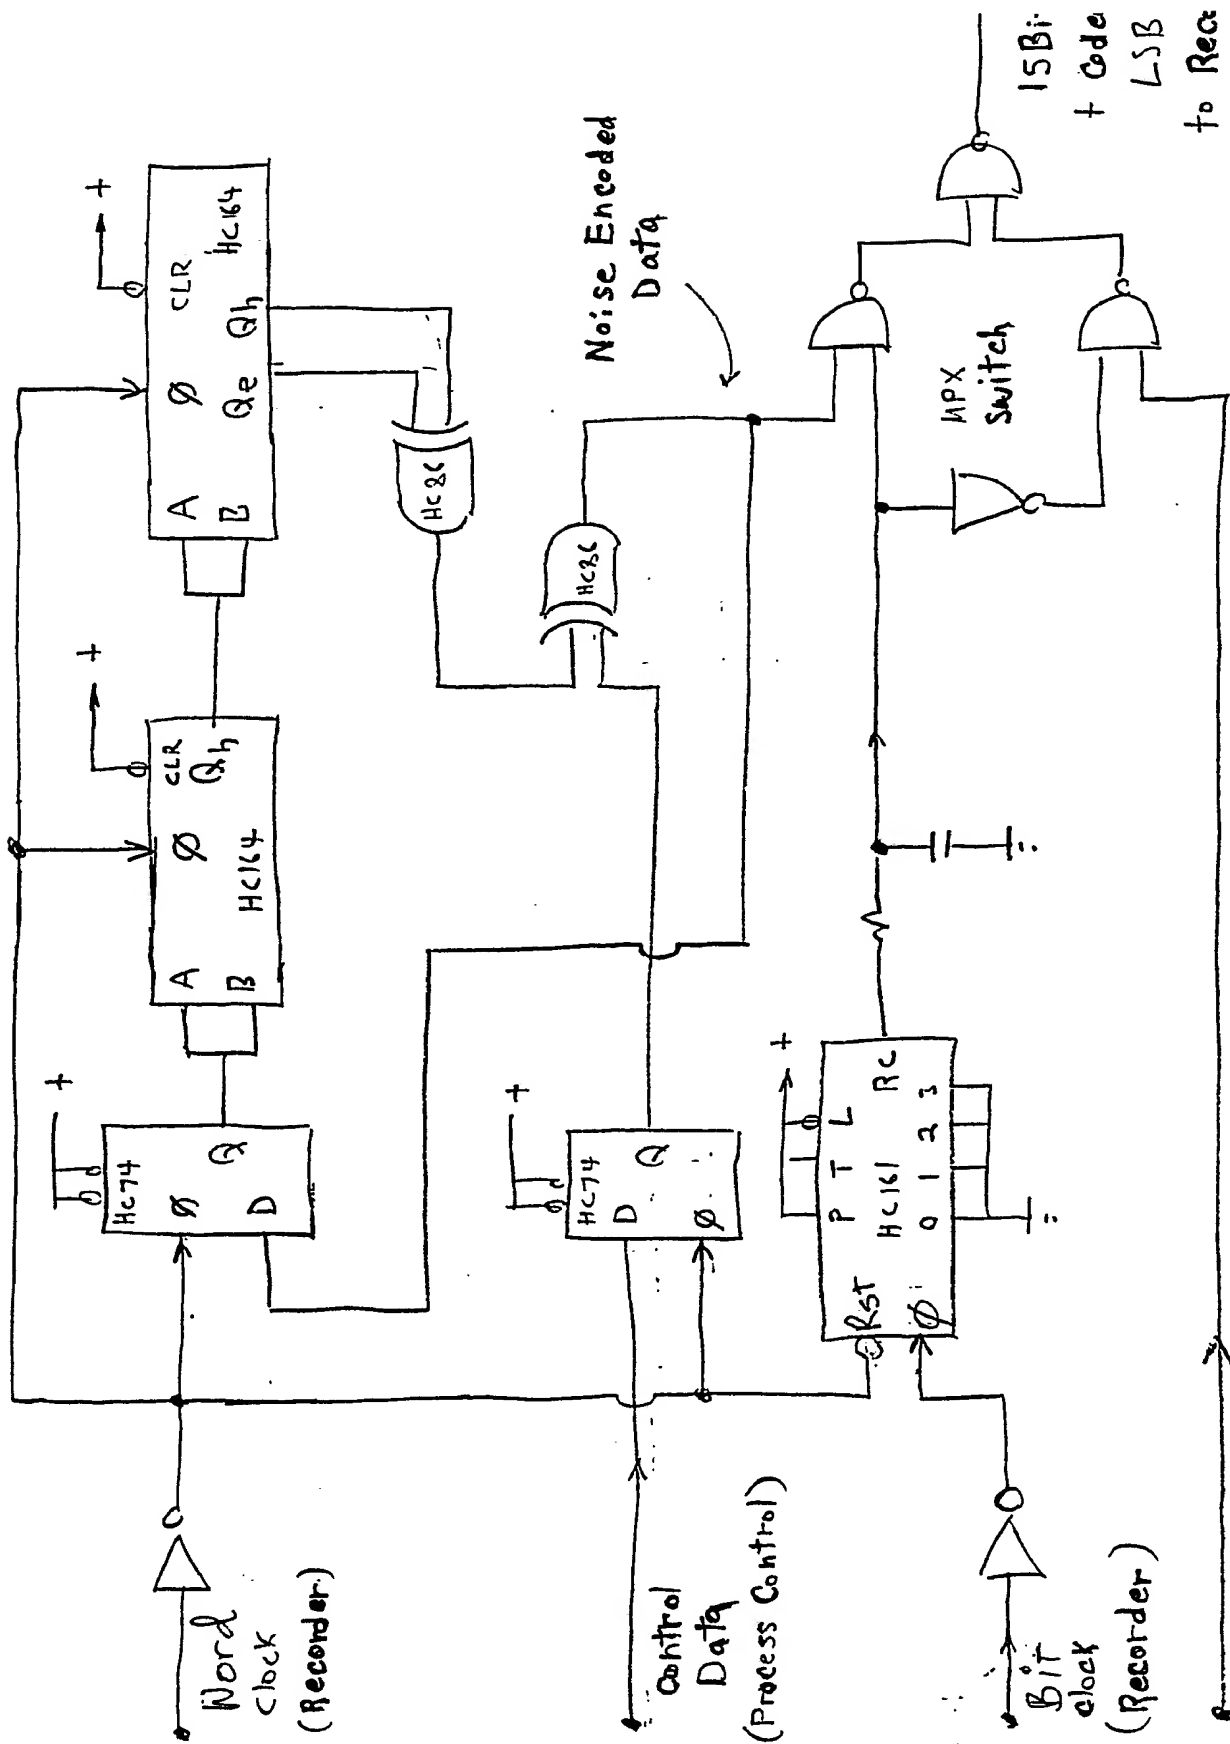 Word
Clock
(Recorder)
+
HC74
Ø
Q
D
+
A
B
Ø
CLR
Qh
HC164
+
A
B
Ø
CLR
Qe
Qh
HC164
HC86
HC86
Noise Encoded
Data
Control
Data
(Process Control)
+
HC74
D
Q
Ø
Bit
clock
(Recorder)
+
Rst
Ø
P T L
HC161
RC
0 1 2 3
MPX
Switch
15Bi
+ Code
LSB
to Rece